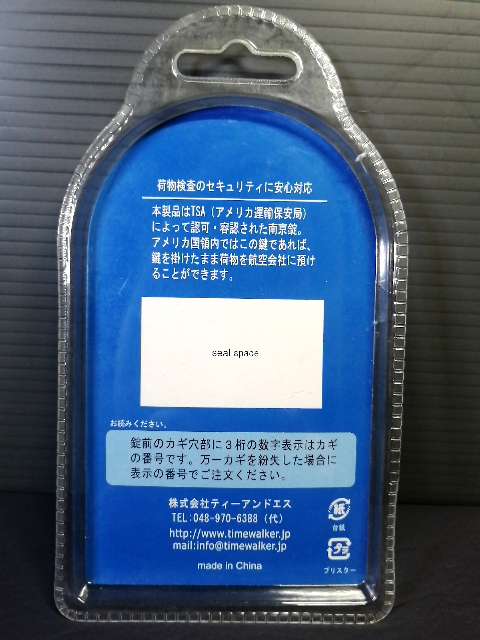 荷物検査のセキュリティに安心対応
本製品はTSA（アメリカ運輸保安局）
によって認可・容認された南京錠。
アメリカ国領内ではこの鍵であれば、
鍵を掛けたまま荷物を航空会社に預け
ることができます。
seal space
お読みください。
錠前のカギ穴部に３桁の数字表示はカギ
の番号です。万一カギを紛失した場合に
表示の番号でご注文ください。
株式会社ティーアンドエス
TEL:048-970-6388（代）
http://www.timewalker.jp
mail:info@timewalker.jp
made in China
紙
台紙
プラ
ブリスター